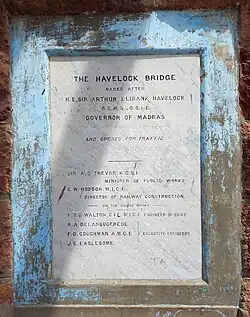 THE HAVELOCK BRIDGE
NAMED AFTER
H.E. SIR ARTHUR ELIBANK HAVELOCK
G.C.M.G., G.C.I.E.
GOVERNOR OF MADRAS
AND OPENED FOR TRAFFIC
SIR A.C. TREVOR, K.C.S.I.
MINISTER OF PUBLIC WORKS
C.W. HODSON, M.I.C.E.
DIRECTOR OF RAILWAY CONSTRUCTION
F.T.G. WALTON, C.I.E., M.I.C.E. ENGINEER-IN-CHIEF
R.A. DELANOUGEREDE
F.D. COUCHMAN, A.M.I.C.E. EXECUTIVE ENGINEERS
J.E. EAGLESOME